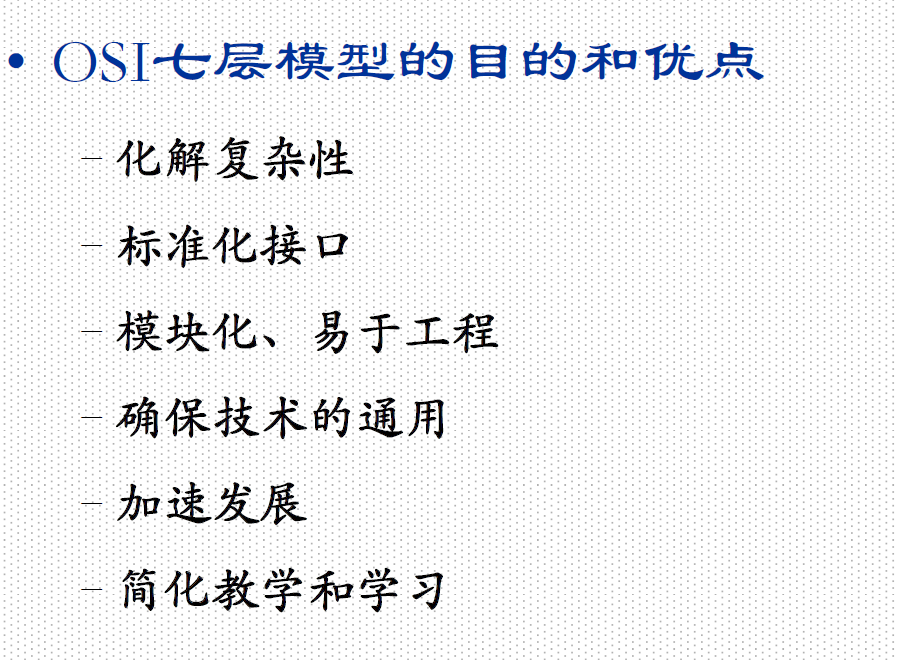 • OSI七层模型的目的和优点
– 化解复杂性
– 标准化接口
– 模块化、易于工程
– 确保技术的通用
– 加速发展
– 简化教学和学习